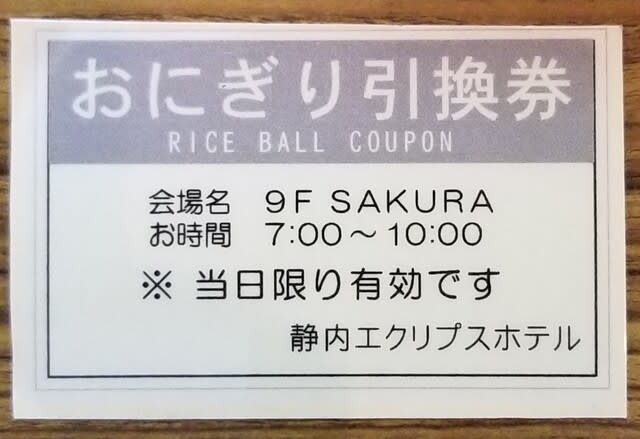 おにぎり引換券
RICE BALL COUPON
会場名 9F SAKURA
お時間 7:00～10:00
※ 当日限り有効です
静内エクリプスホテル